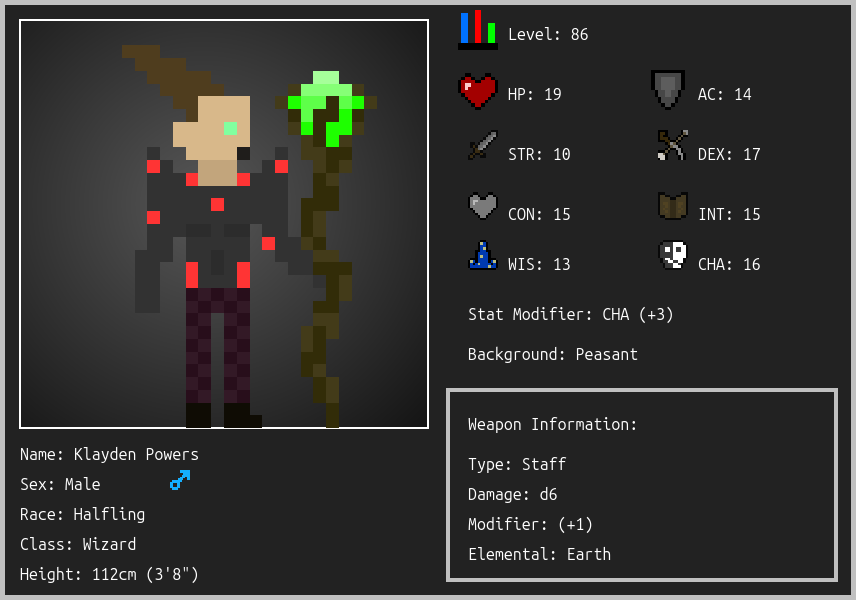 Level: 86
HP: 19
AC: 14
STR: 10
DEX: 17
CON: 15
INT: 15
WIS: 13
CHA: 16
Stat Modifier: CHA (+3)
Background: Peasant
Name: Klayden Powers
Sex: Male
Race: Halfling
Class: Wizard
Height: 112cm (3'8")
Weapon Information:
Type: Staff
Damage: d6
Modifier: (+1)
Elemental: Earth